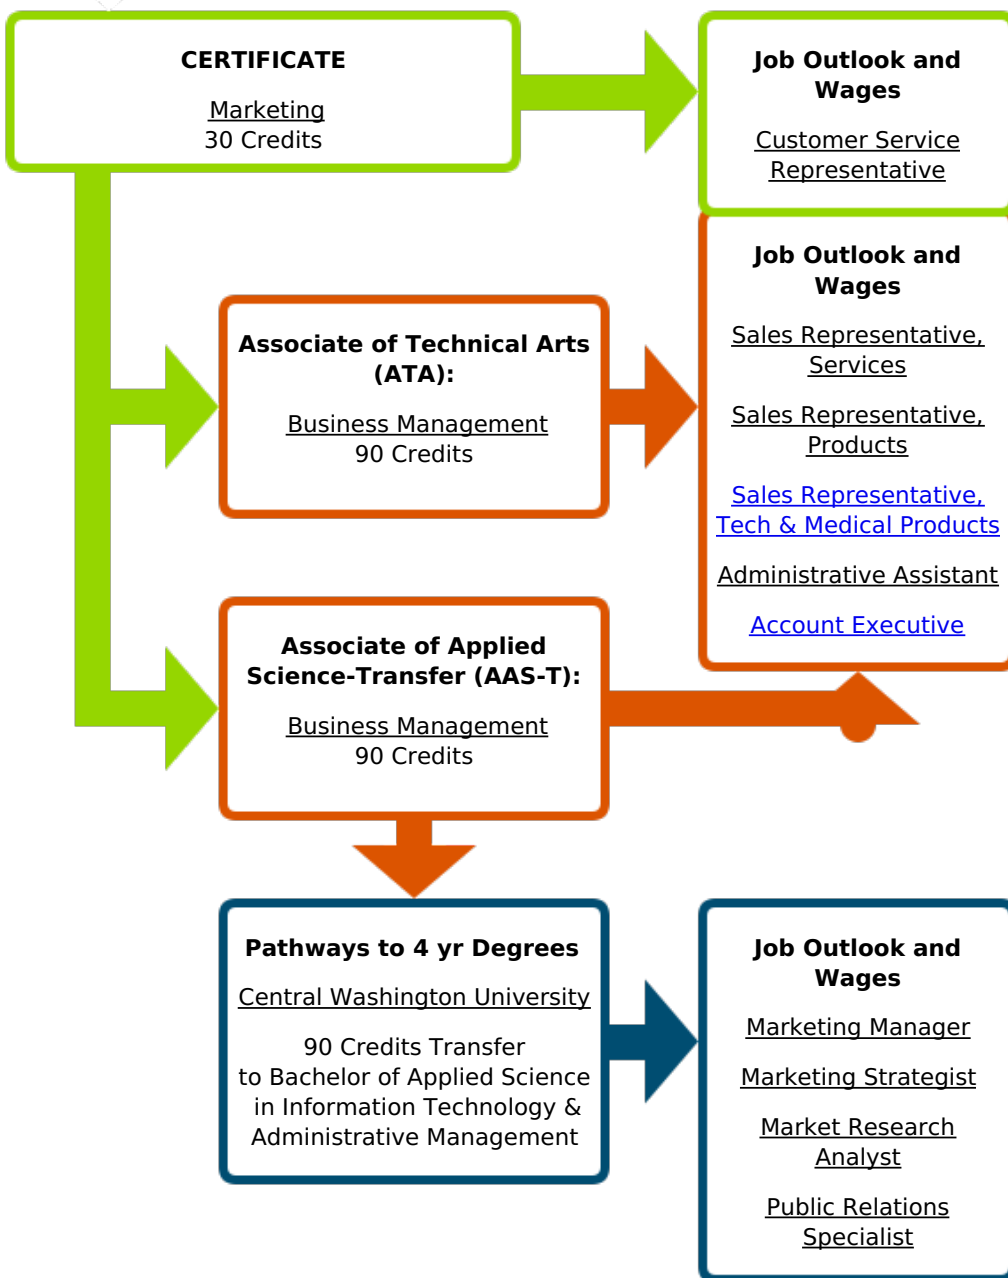 CERTIFICATE
Marketing
30 Credits
Job Outlook and
Wages
Customer Service
Representative
Job Outlook and
Wages
Sales Representative,
Services
Sales Representative,
Products
Sales Representative,
Tech & Medical Products
Administrative Assistant
Account Executive
Associate of Technical Arts
(ATA):
Business Management
90 Credits
Associate of Applied
Science-Transfer (AAS-T):
Business Management
90 Credits
Pathways to 4 yr Degrees
Central Washington University
90 Credits Transfer
to Bachelor of Applied Science
in Information Technology &
Administrative Management
Job Outlook and
Wages
Marketing Manager
Marketing Strategist
Market Research
Analyst
Public Relations
Specialist